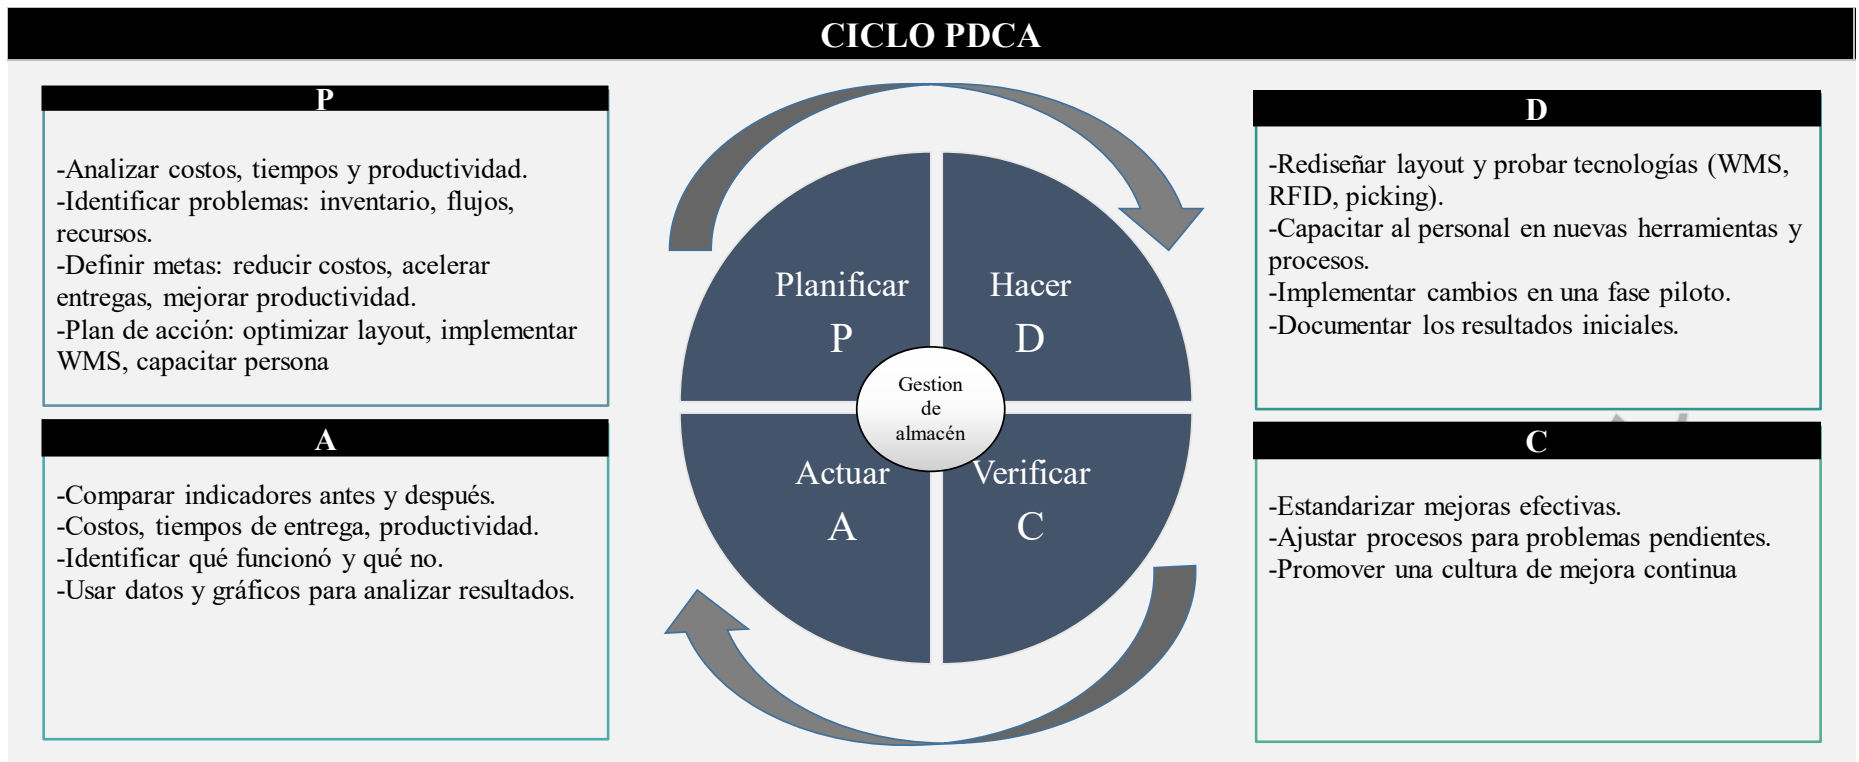 CICLO PDCA
P
-Analizar costos, tiempos y productividad.
-Identificar problemas: inventario, flujos,
recursos.
-Definir metas: reducir costos, acelerar
entregas, mejorar productividad.
-Plan de acción: optimizar layout, implementar
WMS, capacitar persona
A
-Comparar indicadores antes y después.
-Costos, tiempos de entrega, productividad.
-Identificar qué funcionó y qué no.
-Usar datos y gráficos para analizar resultados.
Planificar
P
Hacer
D
Gestion
de
almacén
Actuar
A
Verificar
C
D
-Rediseñar layout y probar tecnologías (WMS,
RFID, picking).
-Capacitar al personal en nuevas herramientas y
procesos.
-Implementar cambios en una fase piloto.
-Documentar los resultados iniciales.
C
-Estandarizar mejoras efectivas.
-Ajustar procesos para problemas pendientes.
-Promover una cultura de mejora continua